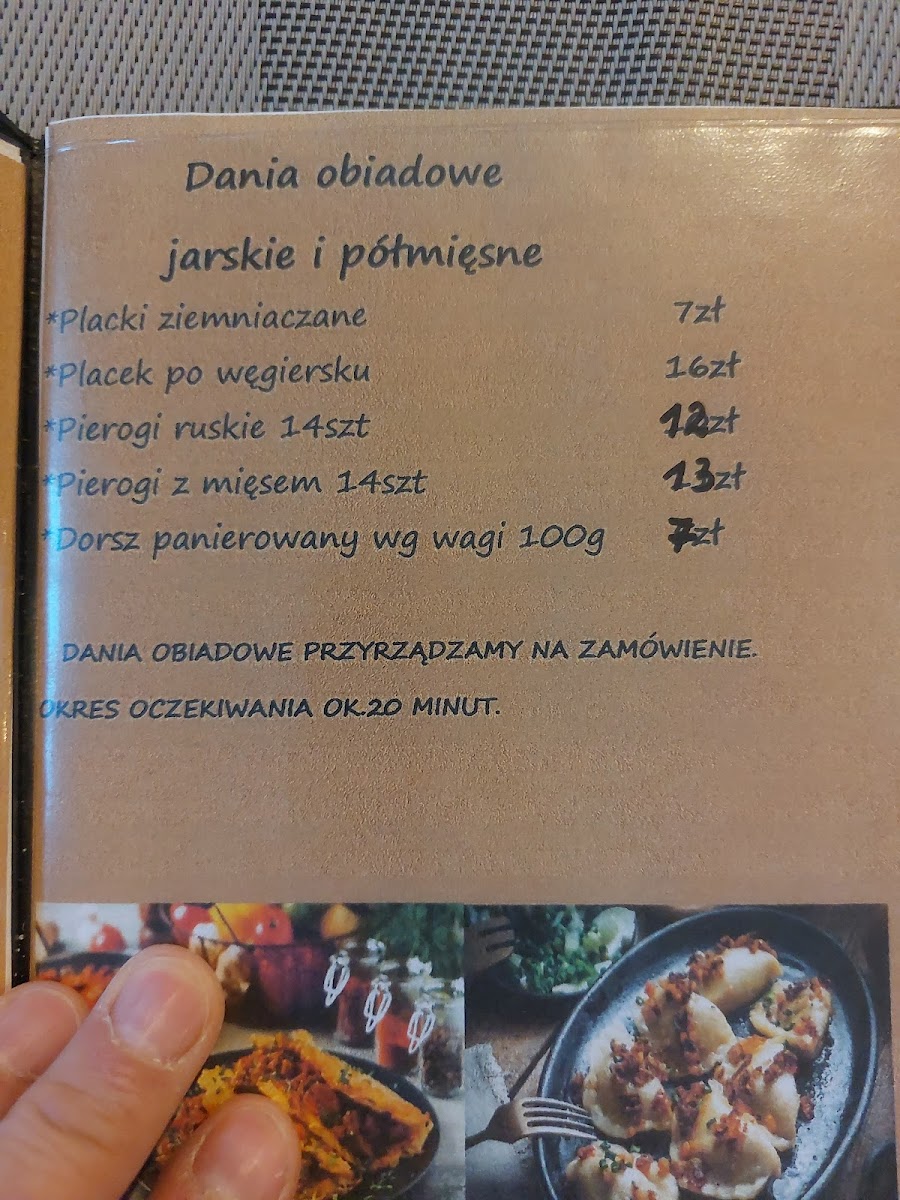 Dania obiadowe
jarskie i półmięsne
*Placki ziemniaczane 7zł
*Placek po węgiersku 16zł
*Pierogi ruskie 14szt 12zł
*Pierogi z mięsem 14szt 13zł
*Dorsz panierowany wg wagi 100g 7zł
DANIA OBIADOWE PRZYRZĄDZAMY NA ZAMÓWIENIE.
OKRES OCZEKIWANIA OK.20 MINUT.